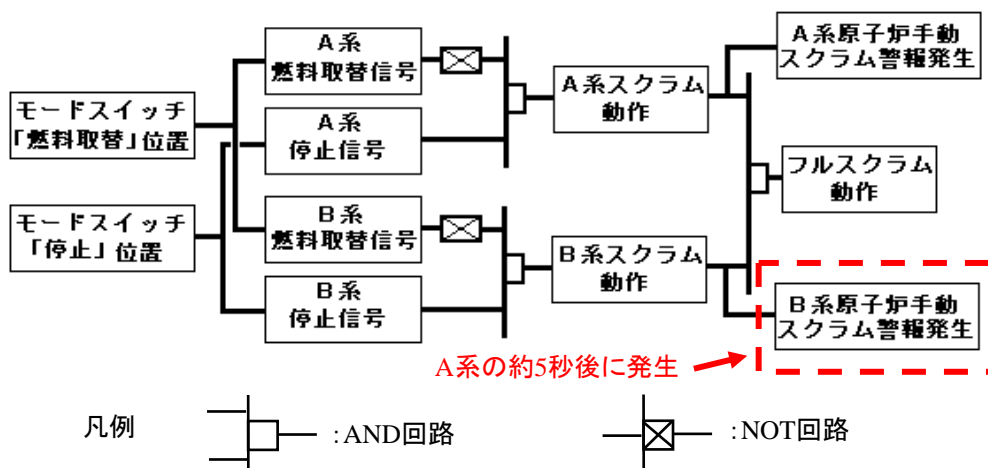 モードスイッチ
「燃料取替」位置
モードスイッチ
「停止」位置
A系
燃料取替信号
A系
停止信号
B系
燃料取替信号
B系
停止信号
A系スクラム
動作
B系スクラム
動作
A系原子炉手動
スクラム警報発生
フルスクラム
動作
B系原子炉手動
スクラム警報発生
A系の約5秒後に発生
凡例
:AND回路
:NOT回路